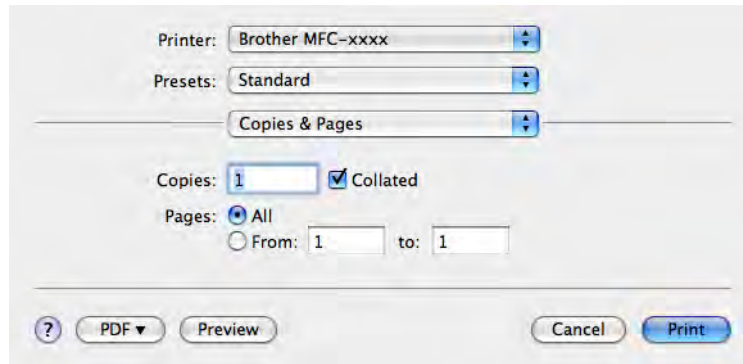 Printer: Brother MFC-xxxx
Presets: Standard
Copies & Pages
Copies: 1 Collated
Pages: All
From: 1 to: 1
? PDF ▼ Preview Cancel Print